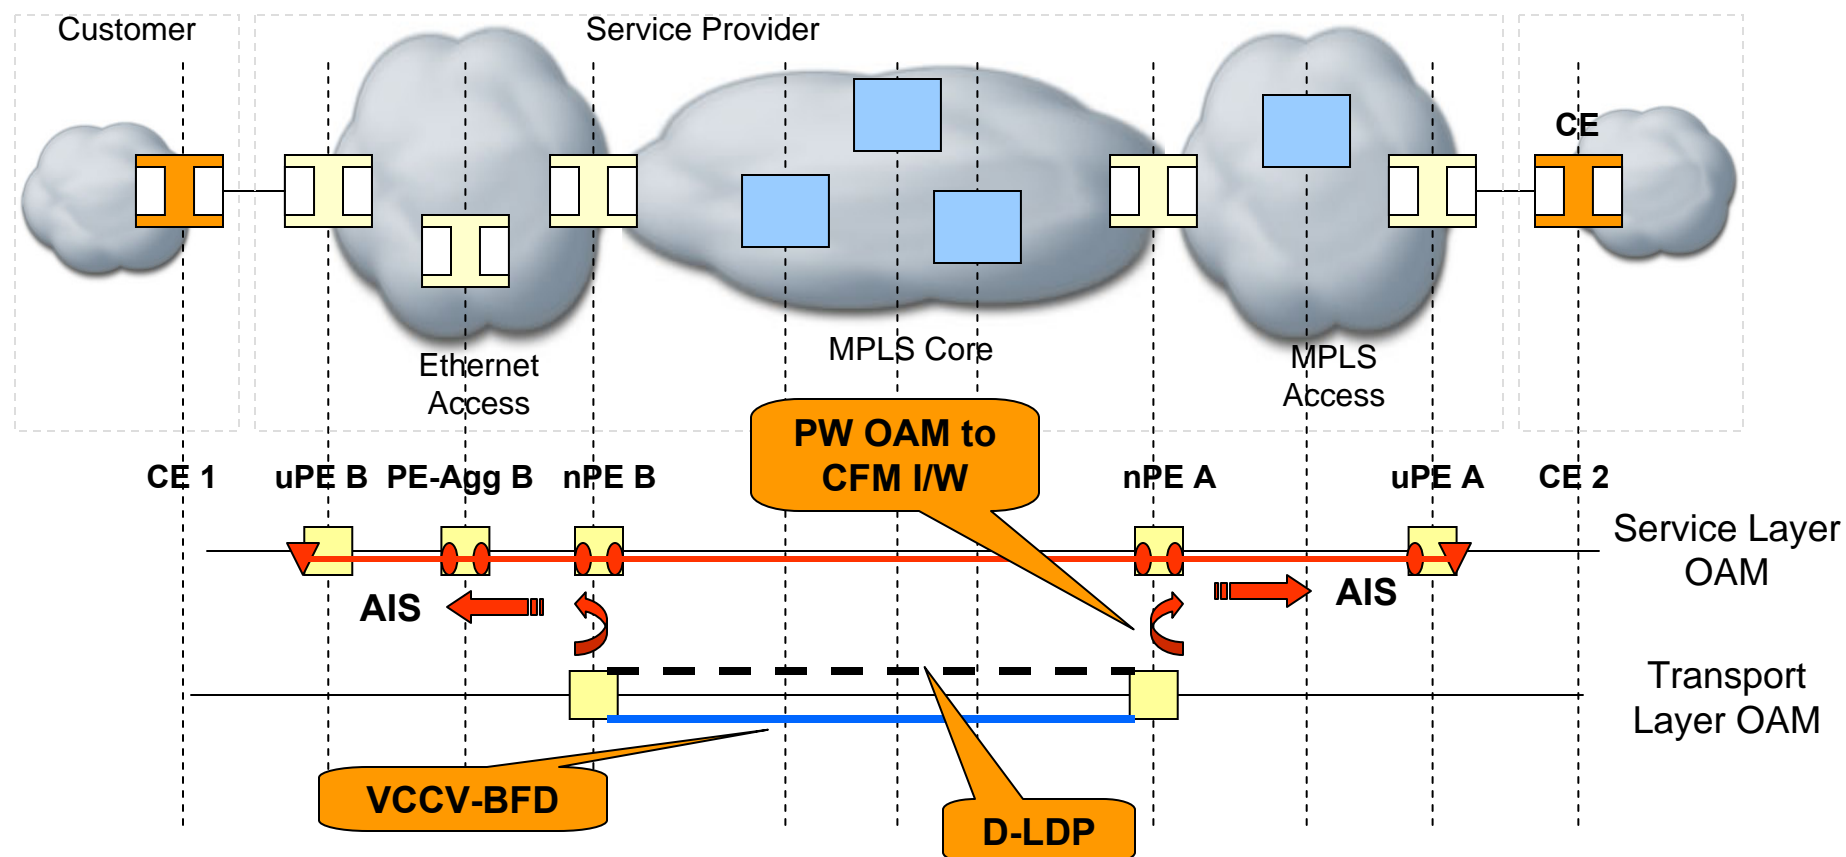 Customer
Service Provider
CE
Ethernet
Access
MPLS Core
MPLS
Access
PW OAM to
CFM I/W
CE 1
uPE B
PE-Agg B
nPE B
nPE A
uPE A
CE 2
Service Layer
OAM
AIS
AIS
Transport
Layer OAM
VCCV-BFD
D-LDP